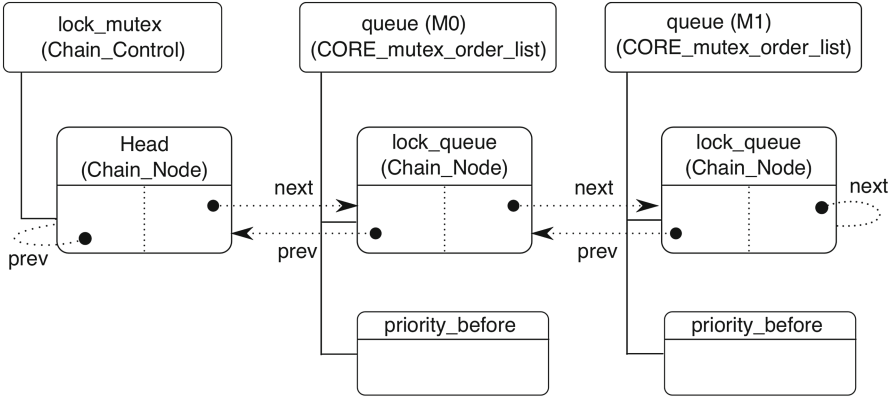 lock_mutex
(Chain_Control)
queue (M0)
(CORE_mutex_order_list)
queue (M1)
(CORE_mutex_order_list)
Head
(Chain_Node)
lock_queue
(Chain_Node)
lock_queue
(Chain_Node)
next
next
next
prev
prev
prev
priority_before
priority_before